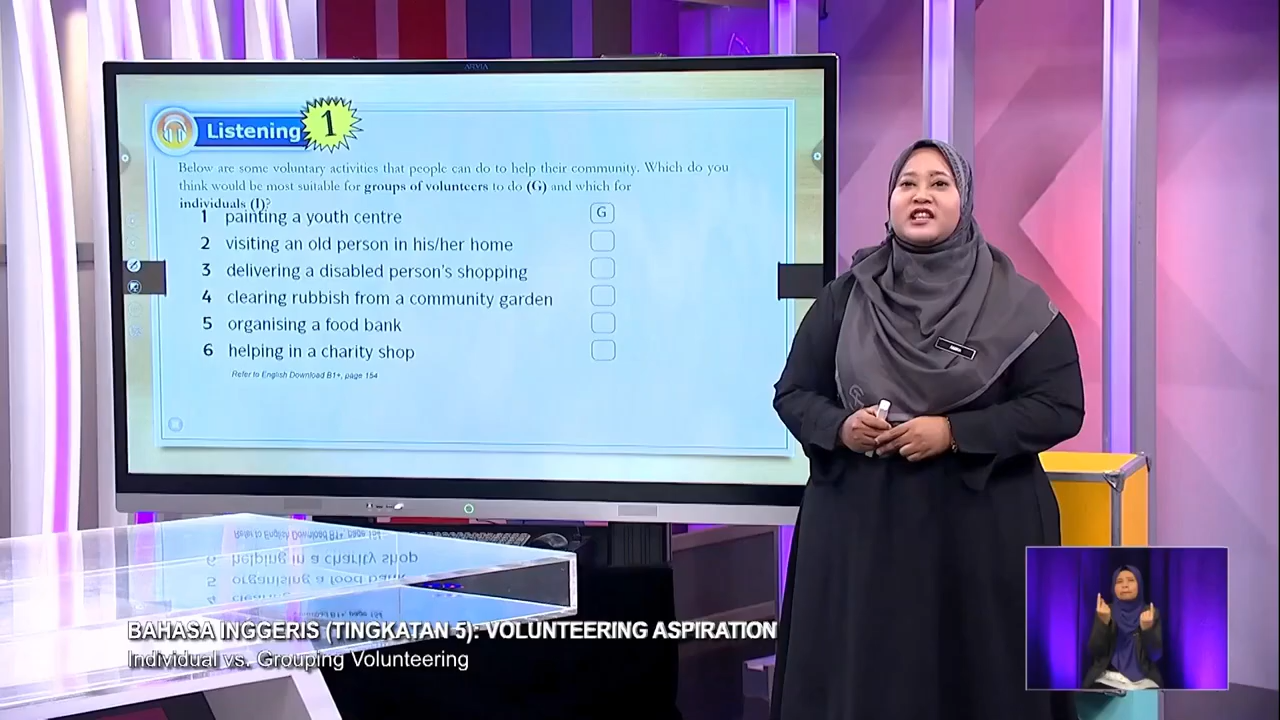 Listening 1
Below are some voluntary activities that people can do to help their community. Which do you
think would be most suitable for groups of volunteers to do (G) and which for
individuals (I)?
1 painting a youth centre G
2 visiting an old person in his/her home
3 delivering a disabled person's shopping
4 clearing rubbish from a community garden
5 organising a food bank
6 helping in a charity shop
Refer to English Download B1+, page 154
BAHASA INGGERIS (TINGKATAN 5): VOLUNTEERING ASPIRATION
Individual vs. Grouping Volunteering